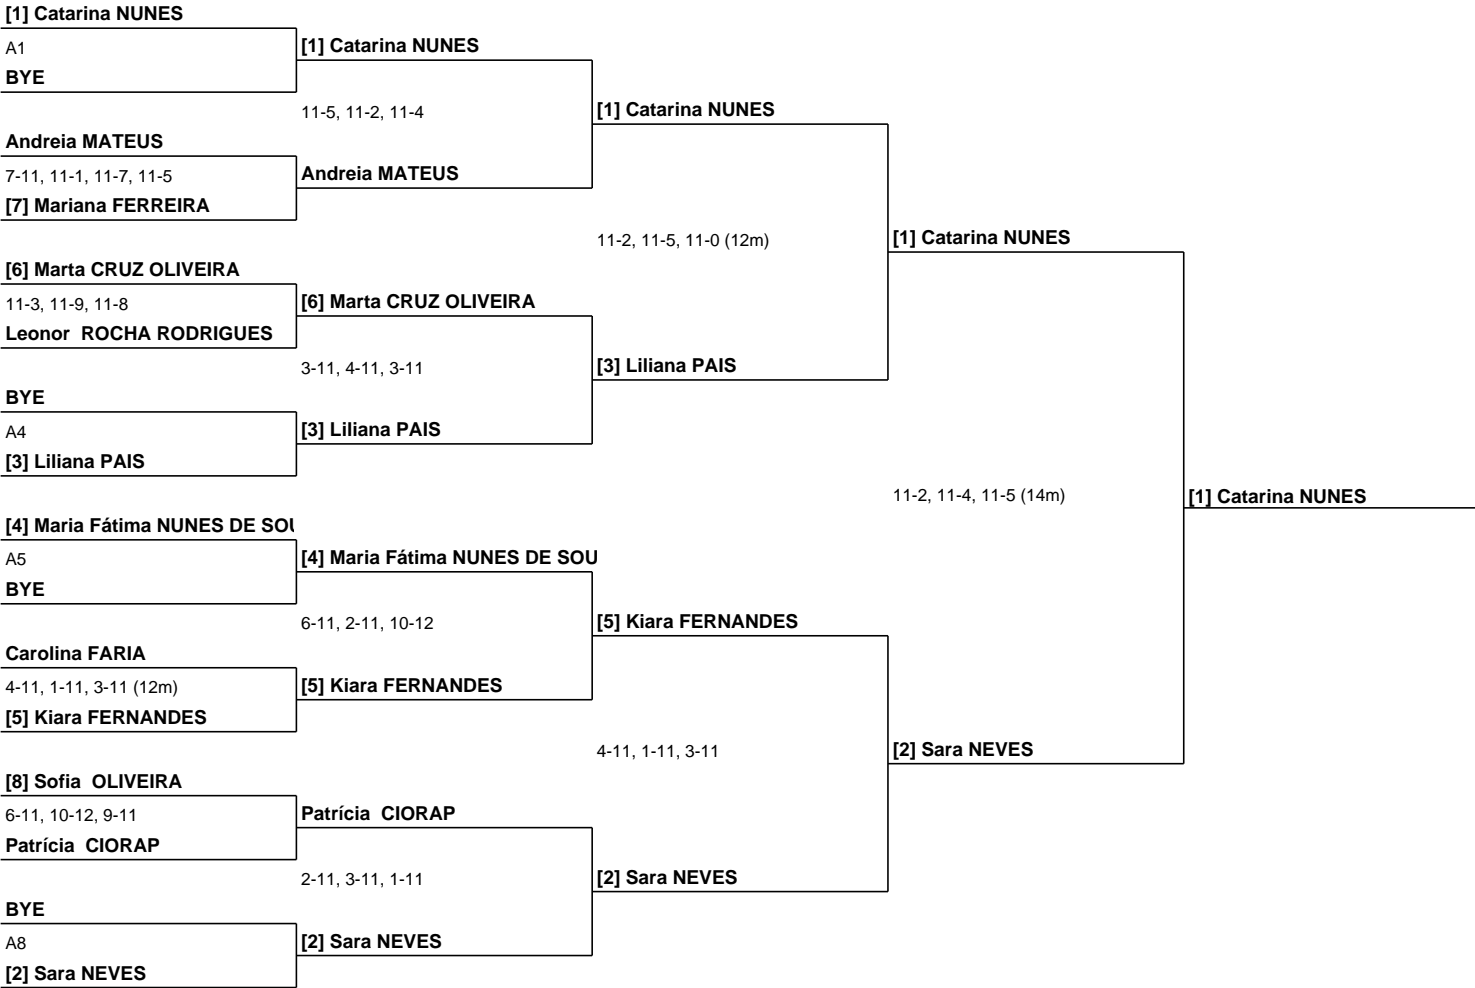 [1] Catarina NUNES
A1
BYE
Andreia MATEUS
7-11, 11-1, 11-7, 11-5
[7] Mariana FERREIRA
[6] Marta CRUZ OLIVEIRA
11-3, 11-9, 11-8
Leonor ROCHA RODRIGUES
BYE
A4
[3] Liliana PAIS
[4] Maria Fátima NUNES DE SOU
A5
BYE
Carolina FARIA
4-11, 1-11, 3-11 (12m)
[5] Kiara FERNANDES
[8] Sofia OLIVEIRA
6-11, 10-12, 9-11
Patrícia CIORAP
BYE
A8
[2] Sara NEVES
[1] Catarina NUNES
11-5, 11-2, 11-4
Andreia MATEUS
[6] Marta CRUZ OLIVEIRA
3-11, 4-11, 3-11
[3] Liliana PAIS
[4] Maria Fátima NUNES DE SOU
6-11, 2-11, 10-12
[5] Kiara FERNANDES
Patrícia CIORAP
2-11, 3-11, 1-11
[2] Sara NEVES
[1] Catarina NUNES
11-2, 11-5, 11-0 (12m)
[3] Liliana PAIS
[5] Kiara FERNANDES
4-11, 1-11, 3-11
[2] Sara NEVES
[1] Catarina NUNES
11-2, 11-4, 11-5 (14m)
[2] Sara NEVES
[1] Catarina NUNES